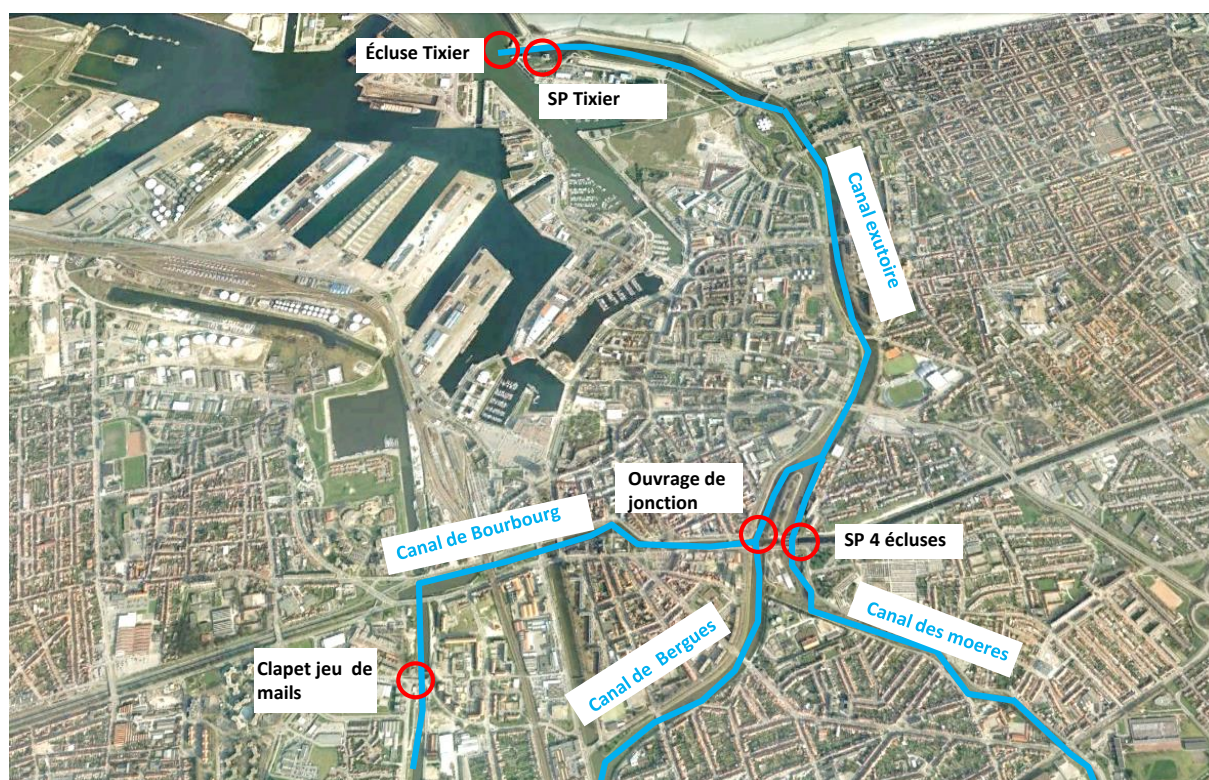 Écluse Tixier
SP Tixier
Canal exutoire
Ouvrage de
jonction
Canal de Bourbourg
SP 4 écluses
Canal des moeres
Canal de Bergues
Clapet jeu de
mails